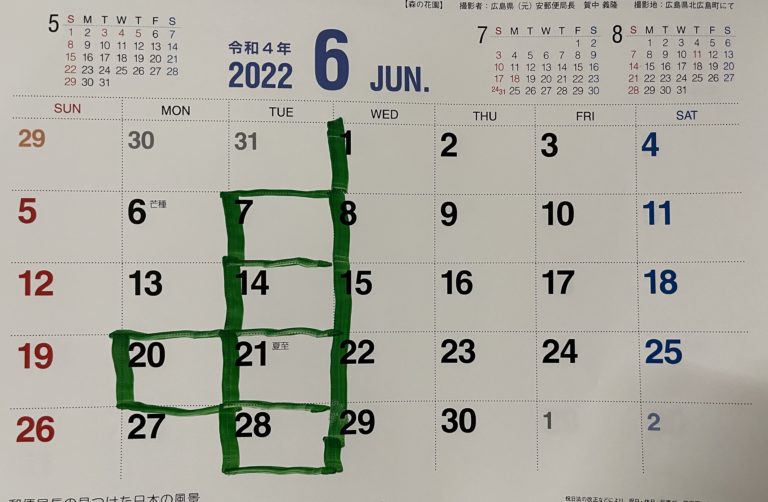 【森の花園】 撮影者：広島県（元）安郵便局長 賀中 義隆 撮影地：広島県北広島町にて
5
S M T W T F S
1 2 3 4 5 6 7
8 9 10 11 12 13 14
15 16 17 18 19 20 21
22 23 24 25 26 27 28
29 30 31
令和4年
2022
6 JUN.
7
S M T W T F S
1 2
3 4 5 6 7 8 9
10 11 12 13 14 15 16
17 18 19 20 21 22 23
24/31 25 26 27 28 29 30
8
S M T W T F S
1 2 3 4 5 6
7 8 9 10 11 12 13
14 15 16 17 18 19 20
21 22 23 24 25 26 27
28 29 30 31
SUN MON TUE WED THU FRI SAT
29 30 31 1 2 3 4
5 6 芒種 7 8 9 10 11
12 13 14 15 16 17 18
19 20 21 夏至 22 23 24 25
26 27 28 29 30 1 2
郵便局長の見つけた日本の風景